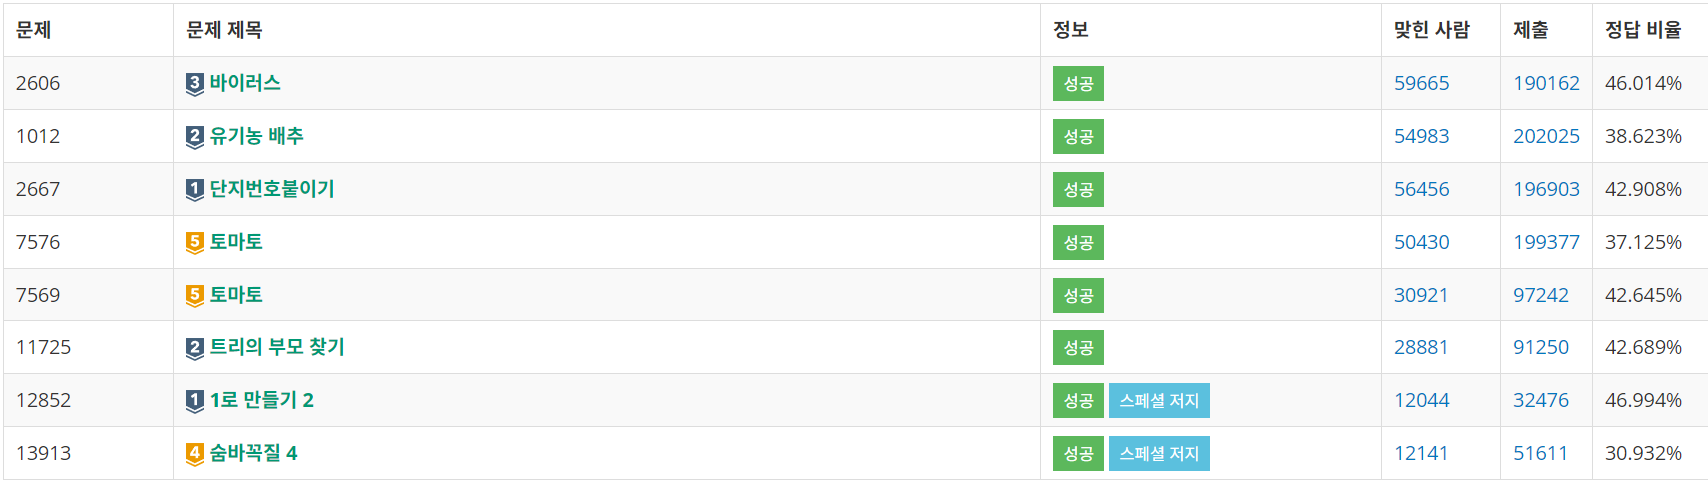 문제 문제 제목 정보 맞힌 사람 제출 정답 비율
2606 3 바이러스 성공 59665 190162 46.014%
1012 2 유기농 배추 성공 54983 202025 38.623%
2667 1 단지번호붙이기 성공 56456 196903 42.908%
7576 5 토마토 성공 50430 199377 37.125%
7569 5 토마토 성공 30921 97242 42.645%
11725 2 트리의 부모 찾기 성공 28881 91250 42.689%
12852 1 1로 만들기 2 성공 스페셜 저지 12044 32476 46.994%
13913 4 숨바꼭질 4 성공 스페셜 저지 12141 51611 30.932%